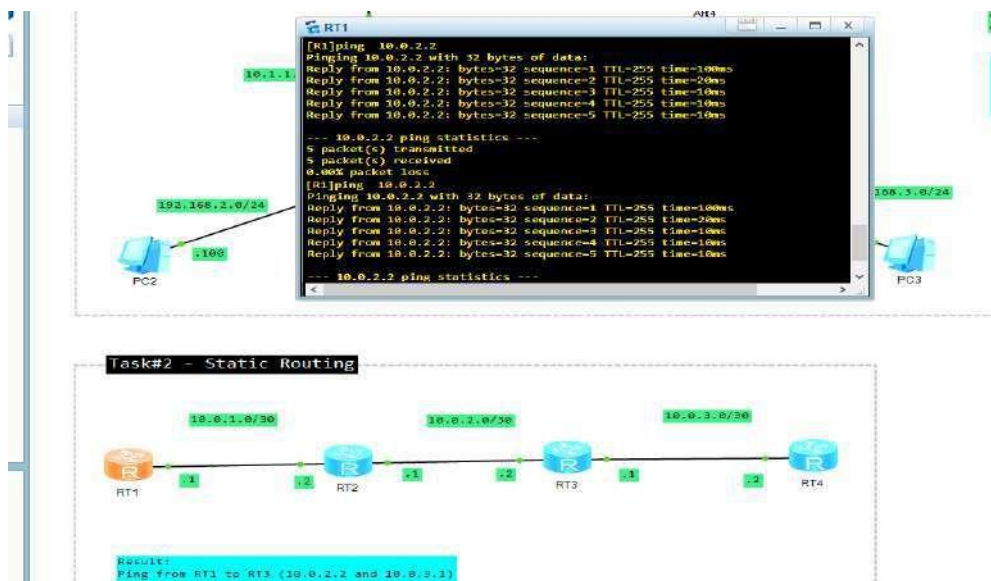 RT1
[R1]ping 10.0.2.2
Pinging 10.0.2.2 with 32 bytes of data:
Reply from 10.0.2.2: bytes=32 sequence=1 TTL=255 time=100ms
Reply from 10.0.2.2: bytes=32 sequence=2 TTL=255 time=20ms
Reply from 10.0.2.2: bytes=32 sequence=3 TTL=255 time=10ms
Reply from 10.0.2.2: bytes=32 sequence=4 TTL=255 time=10ms
Reply from 10.0.2.2: bytes=32 sequence=5 TTL=255 time=10ms
--- 10.0.2.2 ping statistics ---
5 packet(s) transmitted
5 packet(s) received
0.00% packet loss
[R1]ping 10.0.2.2
Pinging 10.0.2.2 with 32 bytes of data:
Reply from 10.0.2.2: bytes=32 sequence=1 TTL=255 time=100ms
Reply from 10.0.2.2: bytes=32 sequence=2 TTL=255 time=20ms
Reply from 10.0.2.2: bytes=32 sequence=3 TTL=255 time=10ms
Reply from 10.0.2.2: bytes=32 sequence=4 TTL=255 time=10ms
Reply from 10.0.2.2: bytes=32 sequence=5 TTL=255 time=10ms
--- 10.0.2.2 ping statistics ---
10.1.1.
192.168.2.0/24
168.3.0/24
.100
PC2
PC3
Task#2 - Static Routing
10.0.1.0/30
10.0.2.0/30
10.0.3.0/30
.1
.2
.1
.2
.1
.2
RT1
RT2
RT3
RT4
Result:
Ping from RT1 to RT3 (10.0.2.2 and 10.0.3.1)